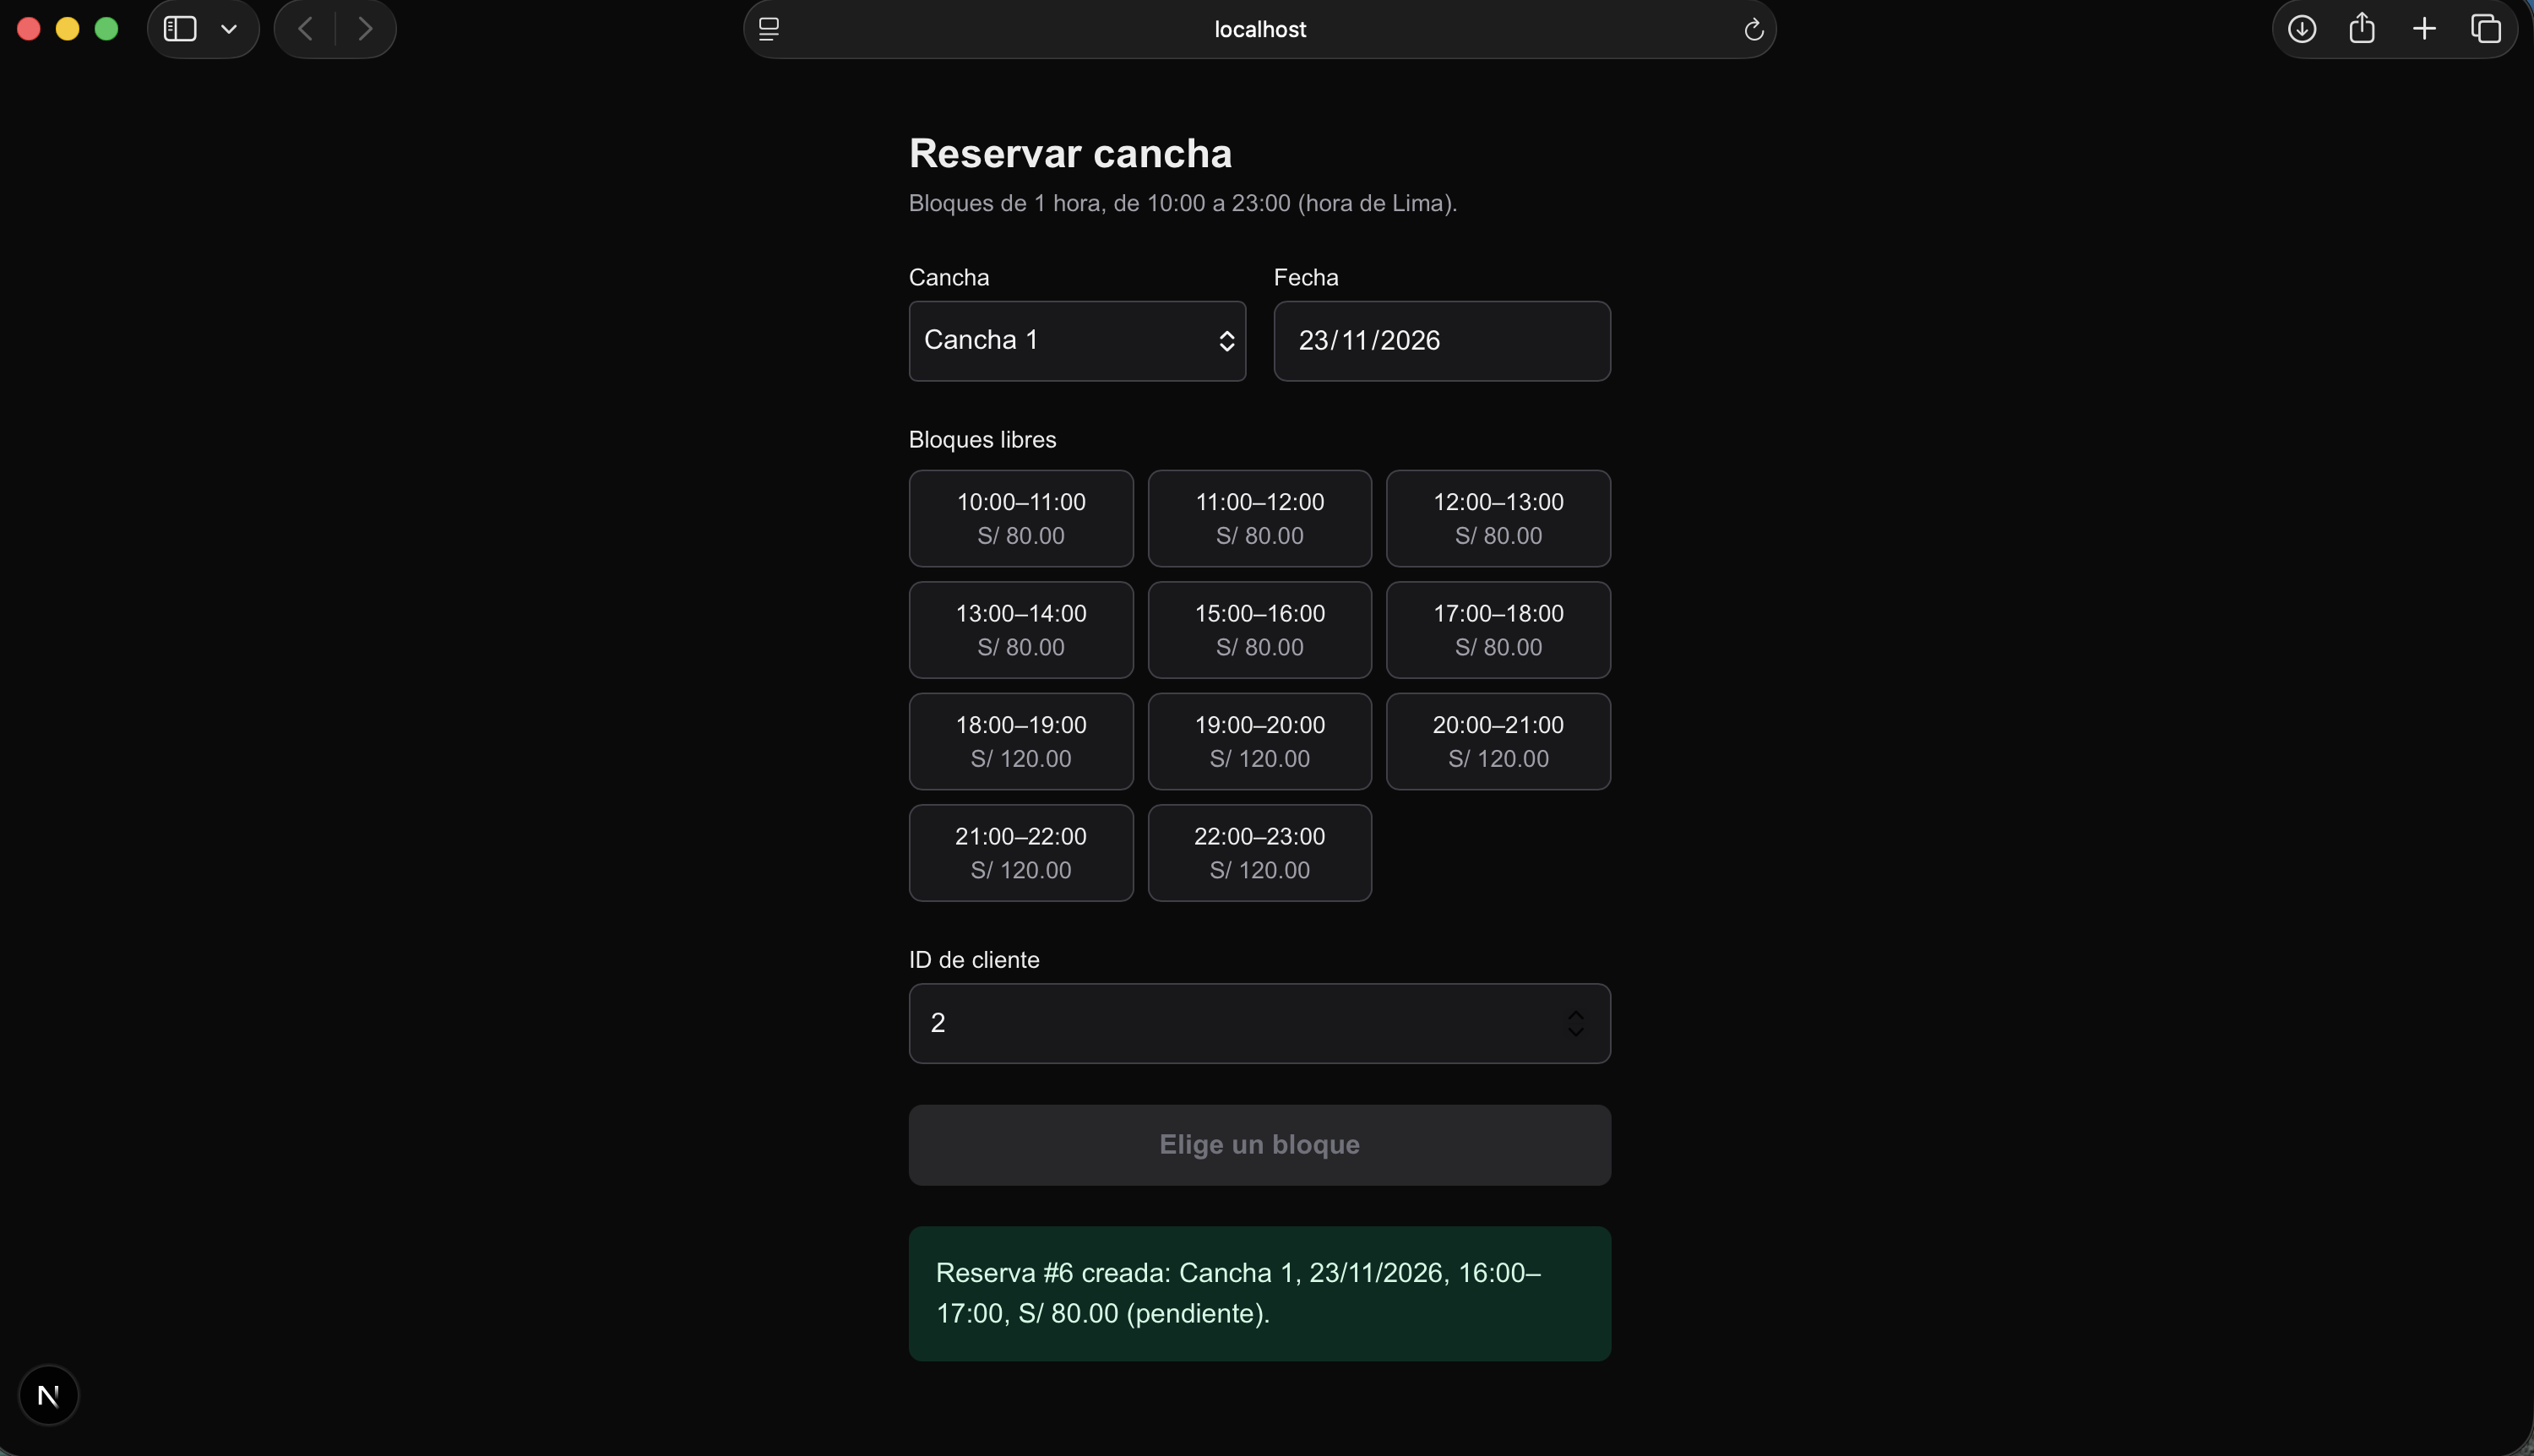 localhost
Reservar cancha
Bloques de 1 hora, de 10:00 a 23:00 (hora de Lima).
Cancha
Fecha
Cancha 1
23/11/2026
Bloques libres
10:00–11:00
S/ 80.00
11:00–12:00
S/ 80.00
12:00–13:00
S/ 80.00
13:00–14:00
S/ 80.00
15:00–16:00
S/ 80.00
17:00–18:00
S/ 80.00
18:00–19:00
S/ 120.00
19:00–20:00
S/ 120.00
20:00–21:00
S/ 120.00
21:00–22:00
S/ 120.00
22:00–23:00
S/ 120.00
ID de cliente
2
Elige un bloque
Reserva #6 creada: Cancha 1, 23/11/2026, 16:00–
17:00, S/ 80.00 (pendiente).
N